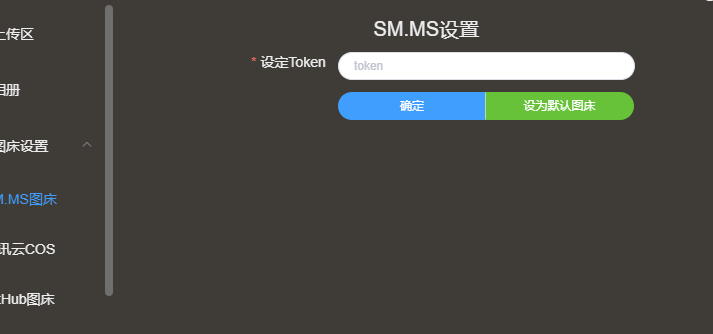 上传区
相册
图床设置
M.MS图床
讯云COS
Hub图床
SM.MS设置
* 设定Token
token
确定
设为默认图床